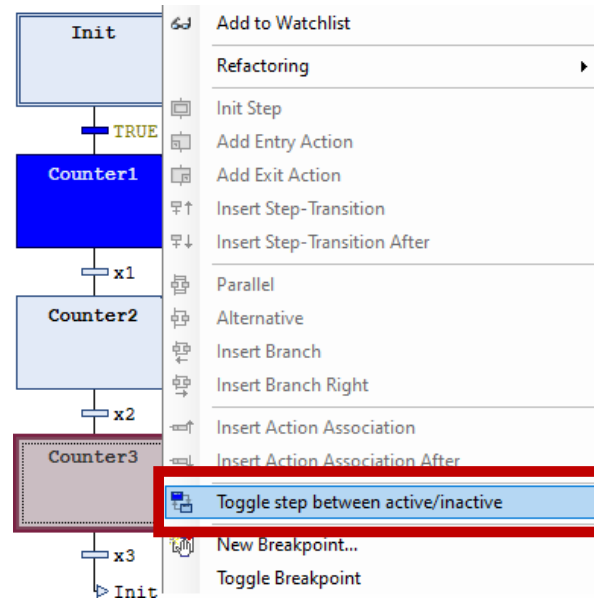 Init
TRUE
Counter1
x1
Counter2
x2
Counter3
x3
Init
Add to Watchlist
Refactoring
Init Step
Add Entry Action
Add Exit Action
Insert Step-Transition
Insert Step-Transition After
Parallel
Alternative
Insert Branch
Insert Branch Right
Insert Action Association
Insert Action Association After
Toggle step between active/inactive
New Breakpoint...
Toggle Breakpoint